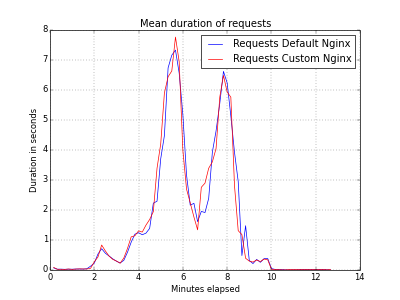 Mean duration of requests
Requests Default Nginx
Requests Custom Nginx
Duration in seconds
8
7
6
5
4
3
2
1
0
0 2 4 6 8 10 12 14
Minutes elapsed